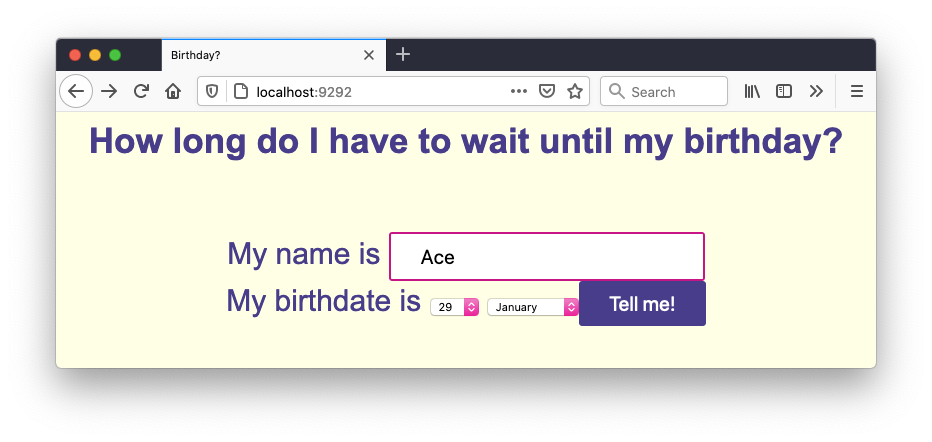 Birthday?
localhost:9292
Search
How long do I have to wait until my birthday?
My name is Ace
My birthdate is 29 January Tell me!